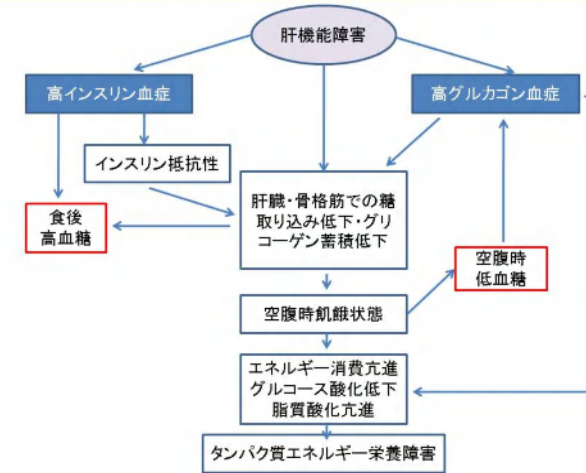 肝機能障害
高インスリン血症
高グルカゴン血症
インスリン抵抗性
肝臓・骨格筋での糖
取り込み低下・グリ
コーゲン蓄積低下
食後
高血糖
空腹時
低血糖
空腹時飢餓状態
エネルギー消費亢進
グルコース酸化低下
脂質酸化亢進
タンパク質エネルギー栄養障害